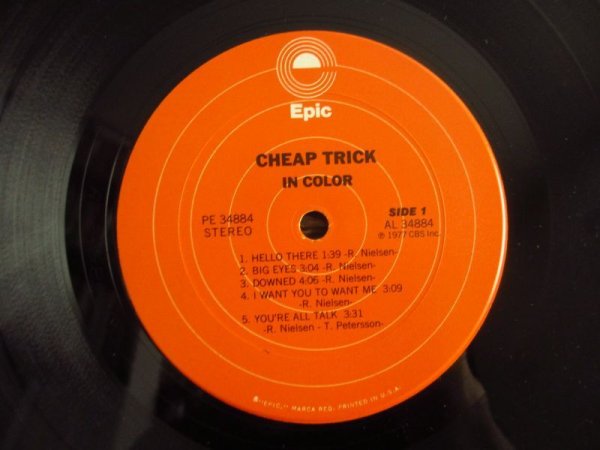 Epic
CHEAP TRICK
IN COLOR
PE 34884
STEREO
SIDE 1
AL 34884
℗ 1977 CBS Inc.
1. HELLO THERE 1:39 -R. Nielsen-
2. BIG EYES 3:04 -R. Nielsen-
3. DOWNED 4:06 -R. Nielsen-
4. I WANT YOU TO WANT ME 3:09
-R. Nielsen-
5. YOU'RE ALL TALK 3:31
-R. Nielsen - T. Petersson-
"EPIC," MARCA REG. PRINTED IN U.S.A.